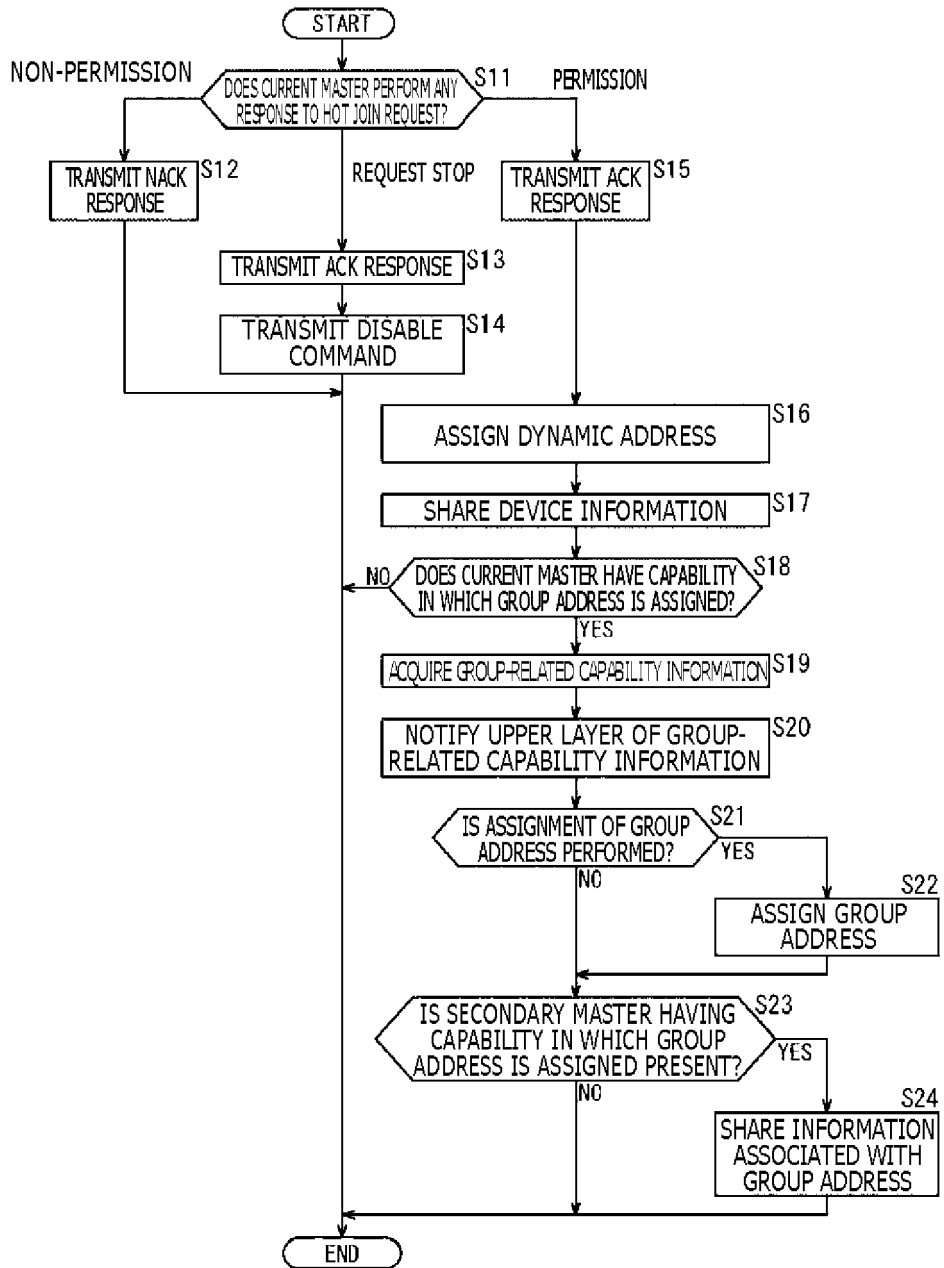 START
NON-PERMISSION
DOES CURRENT MASTER PERFORM ANY
RESPONSE TO HOT JOIN REQUEST?
S11
PERMISSION
TRANSMIT NACK
RESPONSE
S12
REQUEST STOP
TRANSMIT ACK
RESPONSE
S15
TRANSMIT ACK RESPONSE
S13
TRANSMIT DISABLE
COMMAND
S14
ASSIGN DYNAMIC ADDRESS
S16
SHARE DEVICE INFORMATION
S17
DOES CURRENT MASTER HAVE CAPABILITY
IN WHICH GROUP ADDRESS IS ASSIGNED?
S18
NO
YES
ACQUIRE GROUP-RELATED CAPABILITY INFORMATION
S19
NOTIFY UPPER LAYER OF GROUP-
RELATED CAPABILITY INFORMATION
S20
IS ASSIGNMENT OF GROUP
ADDRESS PERFORMED?
S21
YES
NO
ASSIGN GROUP
ADDRESS
S22
IS SECONDARY MASTER HAVING
CAPABILITY IN WHICH GROUP
ADDRESS IS ASSIGNED PRESENT?
S23
YES
NO
SHARE INFORMATION
ASSOCIATED WITH
GROUP ADDRESS
S24
END